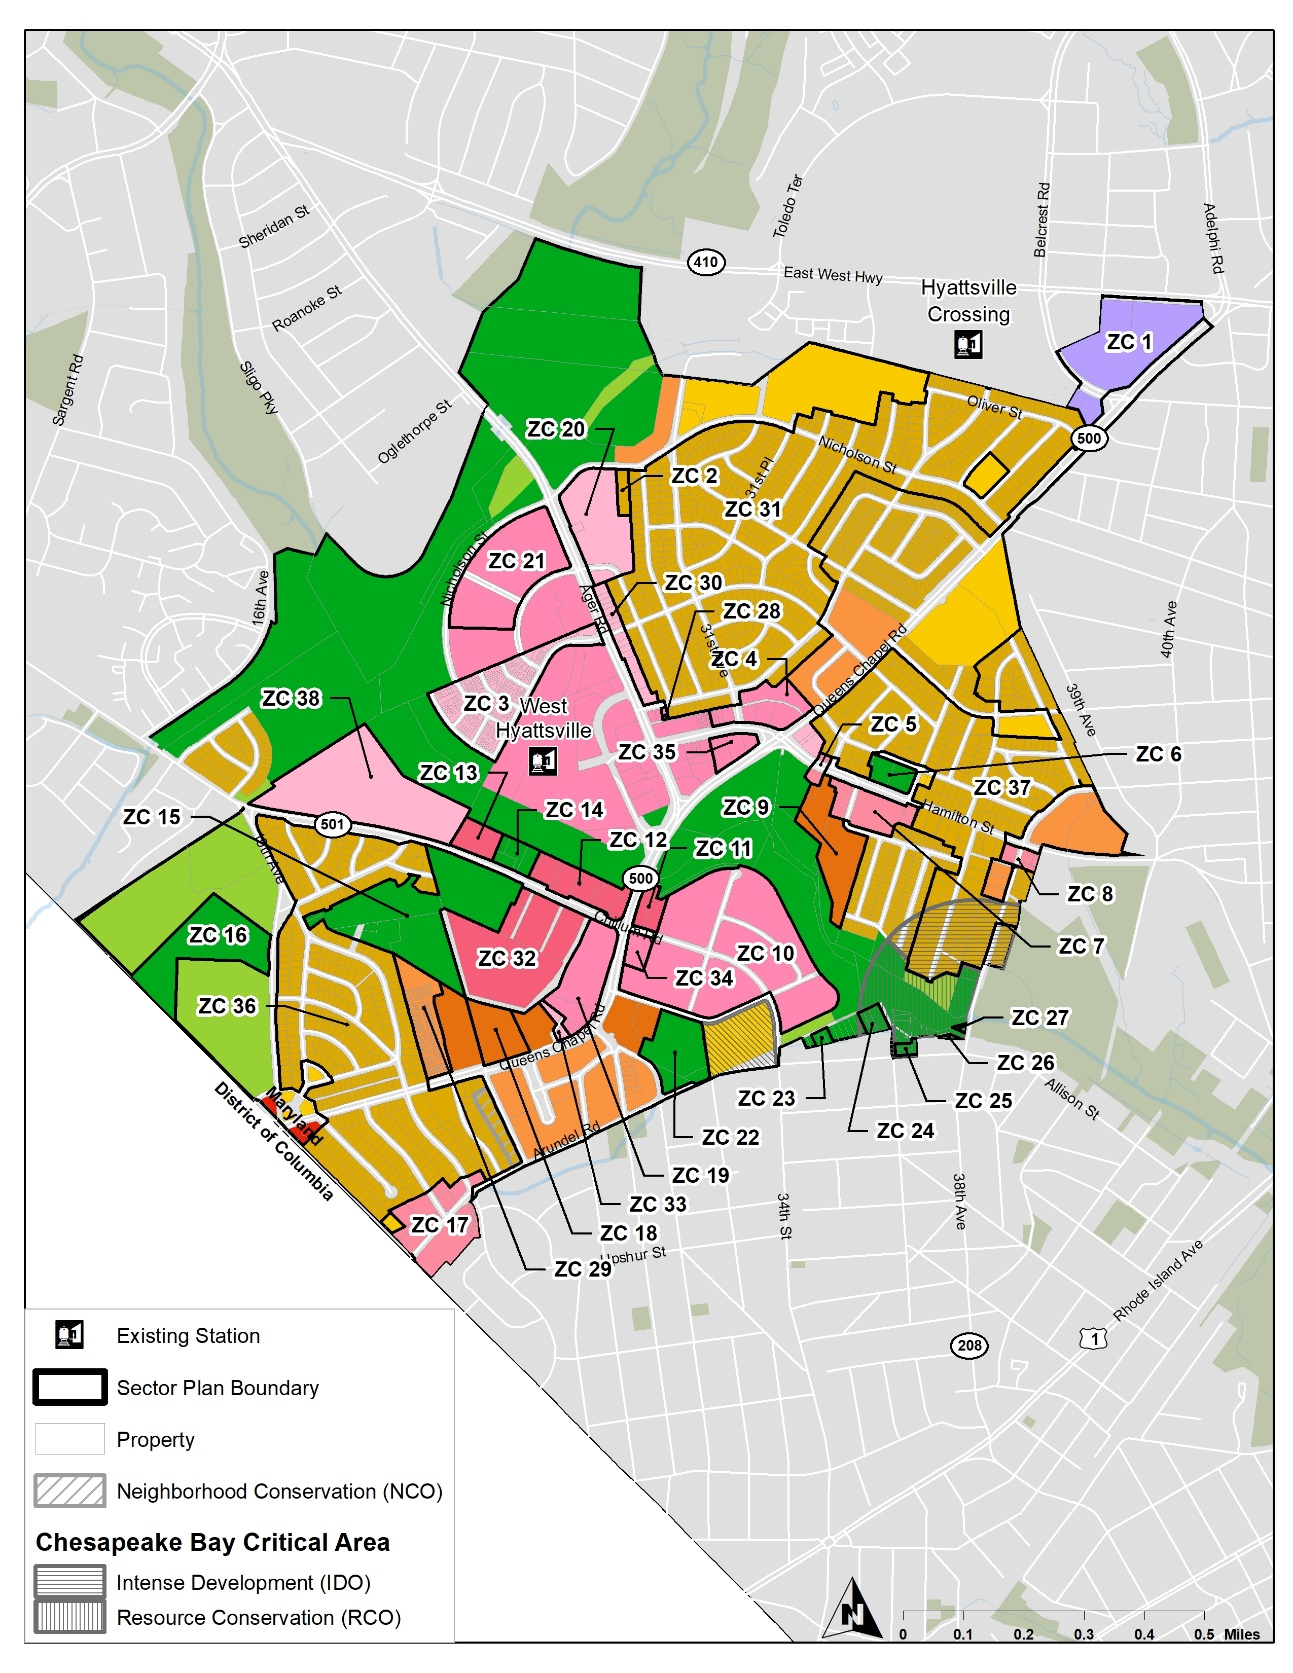 410
Toledo Ter
East West Hwy
Belcrest Rd
Adelphi Rd
Sheridan St
Roanoke St
Sligo Pky
Sargent Rd
Oglethorpe St
Hyattsville
Crossing
ZC 1
500
Oliver St
Nicholson St
ZC 20
ZC 2
31st Pl
ZC 31
Nicholson St
ZC 21
16th Ave
Ager Rd
ZC 30
ZC 28
31st Ave
ZC 4
Queens Chapel Rd
40th Ave
39th Ave
ZC 38
ZC 3
West
Hyattsville
ZC 35
ZC 5
ZC 6
ZC 13
ZC 37
ZC 14
ZC 9
Hamilton St
ZC 15
501
ZC 12
ZC 11
500
Chillum Rd
ZC 8
ZC 16
ZC 32
ZC 10
ZC 7
ZC 34
ZC 36
ZC 27
Queens Chapel Rd
ZC 26
ZC 23
ZC 25
Allison St
Maryland
District of Columbia
ZC 24
Arundel Rd
ZC 22
ZC 19
ZC 33
ZC 17
ZC 18
34th St
38th Ave
Upshur St
ZC 29
Rhode Island Ave
1
208
Existing Station
Sector Plan Boundary
Property
Neighborhood Conservation (NCO)
Chesapeake Bay Critical Area
Intense Development (IDO)
Resource Conservation (RCO)
N
0 0.1 0.2 0.3 0.4 0.5 Miles